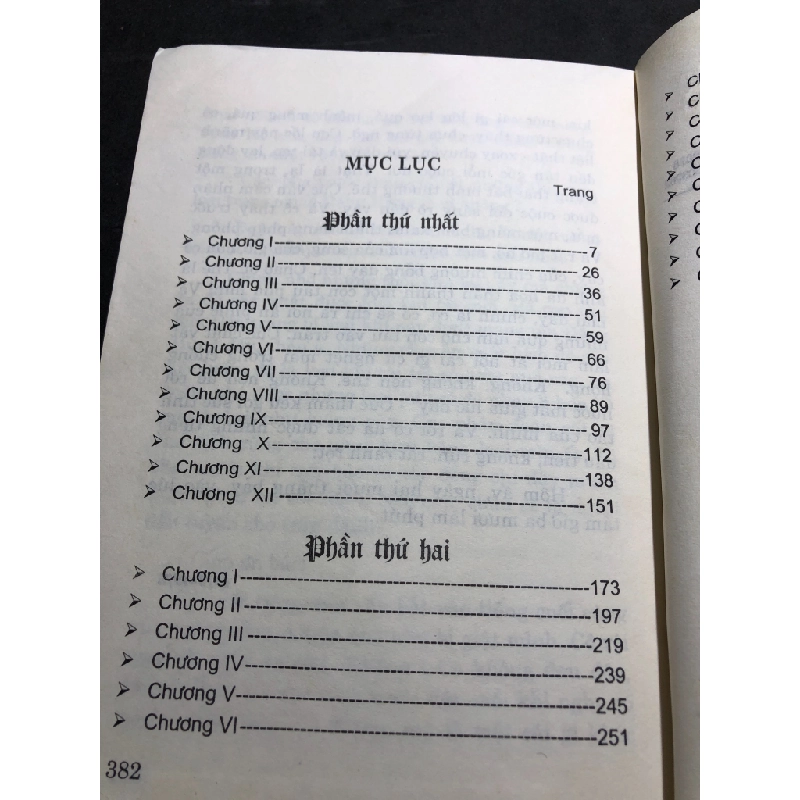 MỤC LỤC
Trang
Phần thứ nhất
➢ Chương I---7
➢ Chương II---26
➢ Chương III---36
➢ Chương IV---51
➢ Chương V---59
➢ Chương VI---66
➢ Chương VII---76
➢ Chương VIII---89
➢ Chương IX---97
➢ Chương X---112
➢ Chương XI---138
➢ Chương XII---151
Phần thứ hai
➢ Chương I---173
➢ Chương II---197
➢ Chương III---219
➢ Chương IV---239
➢ Chương V---245
➢ Chương VI---251
382